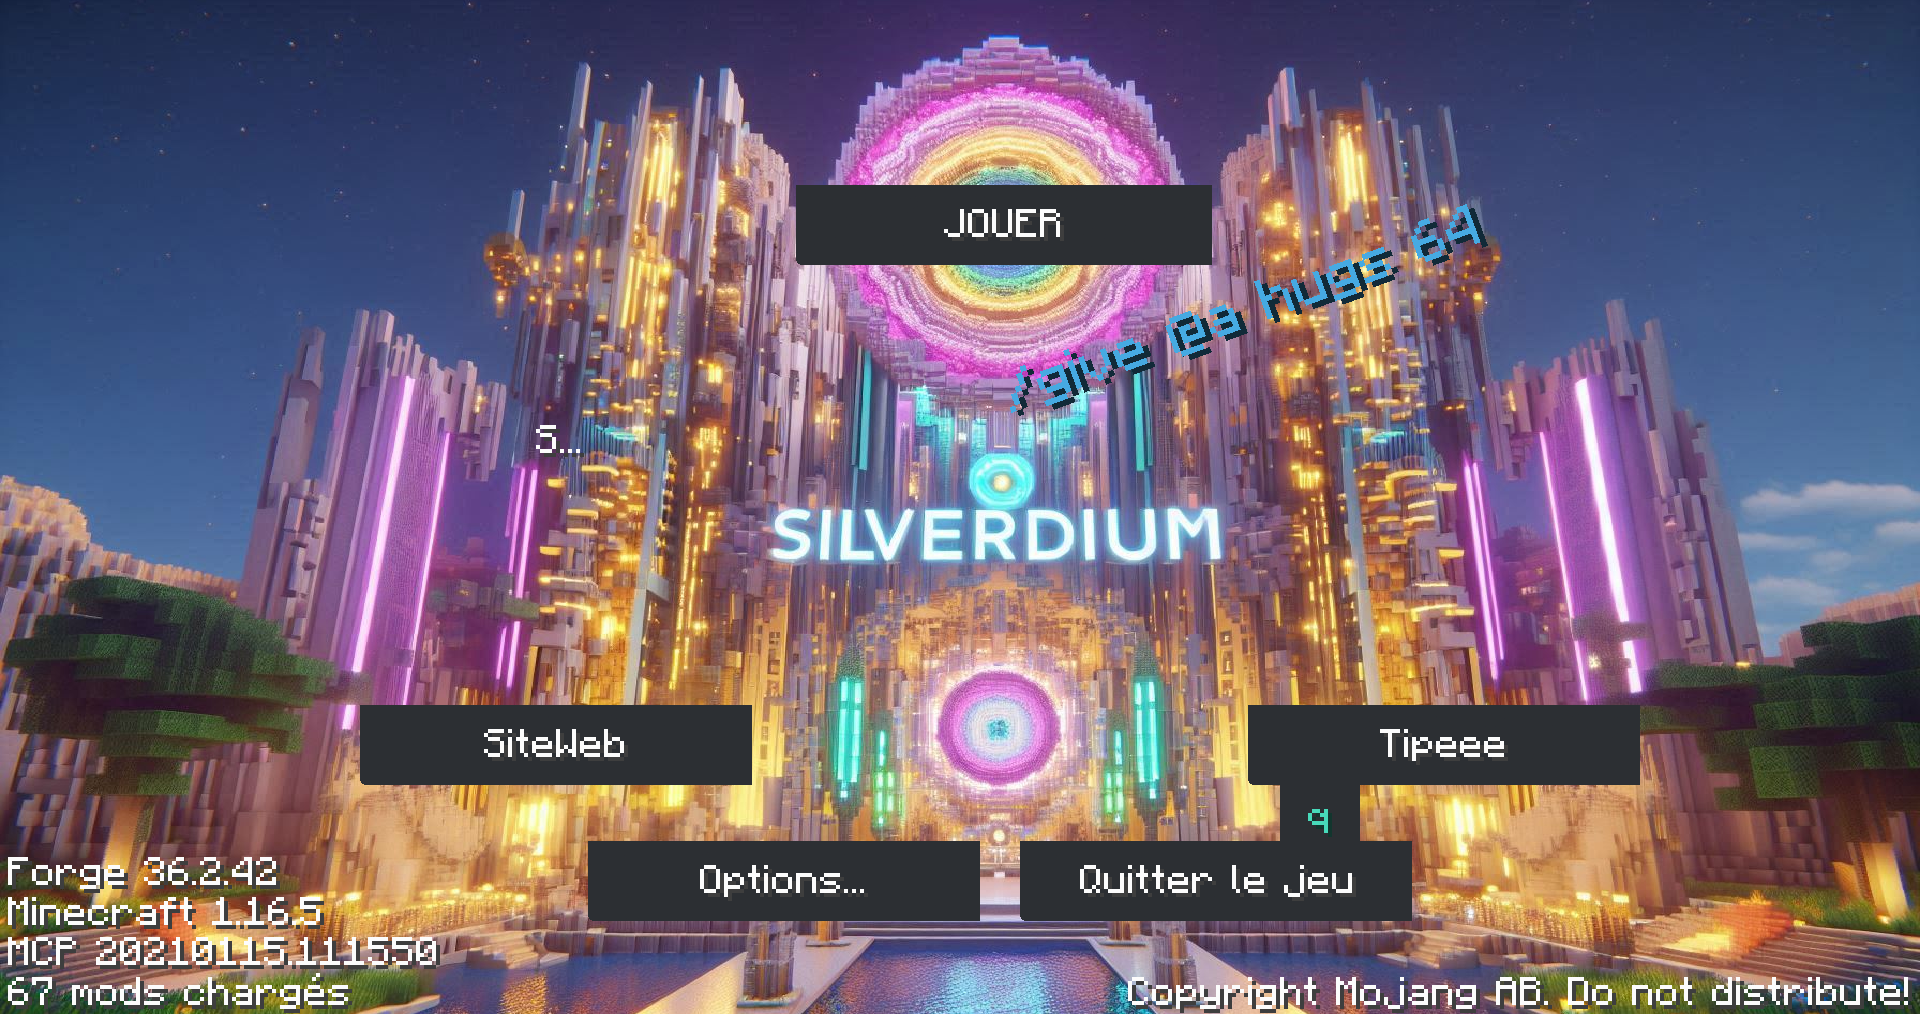 JOUER
/give @a hugs 64
S...
SILVERDIUM
SiteWeb
Tipeee
q
Options...
Quitter le jeu
Forge 36.2.42
Minecraft 1.16.5
MCP 20210115.111550
67 mods chargés
Copyright Mojang AB. Do not distribute!